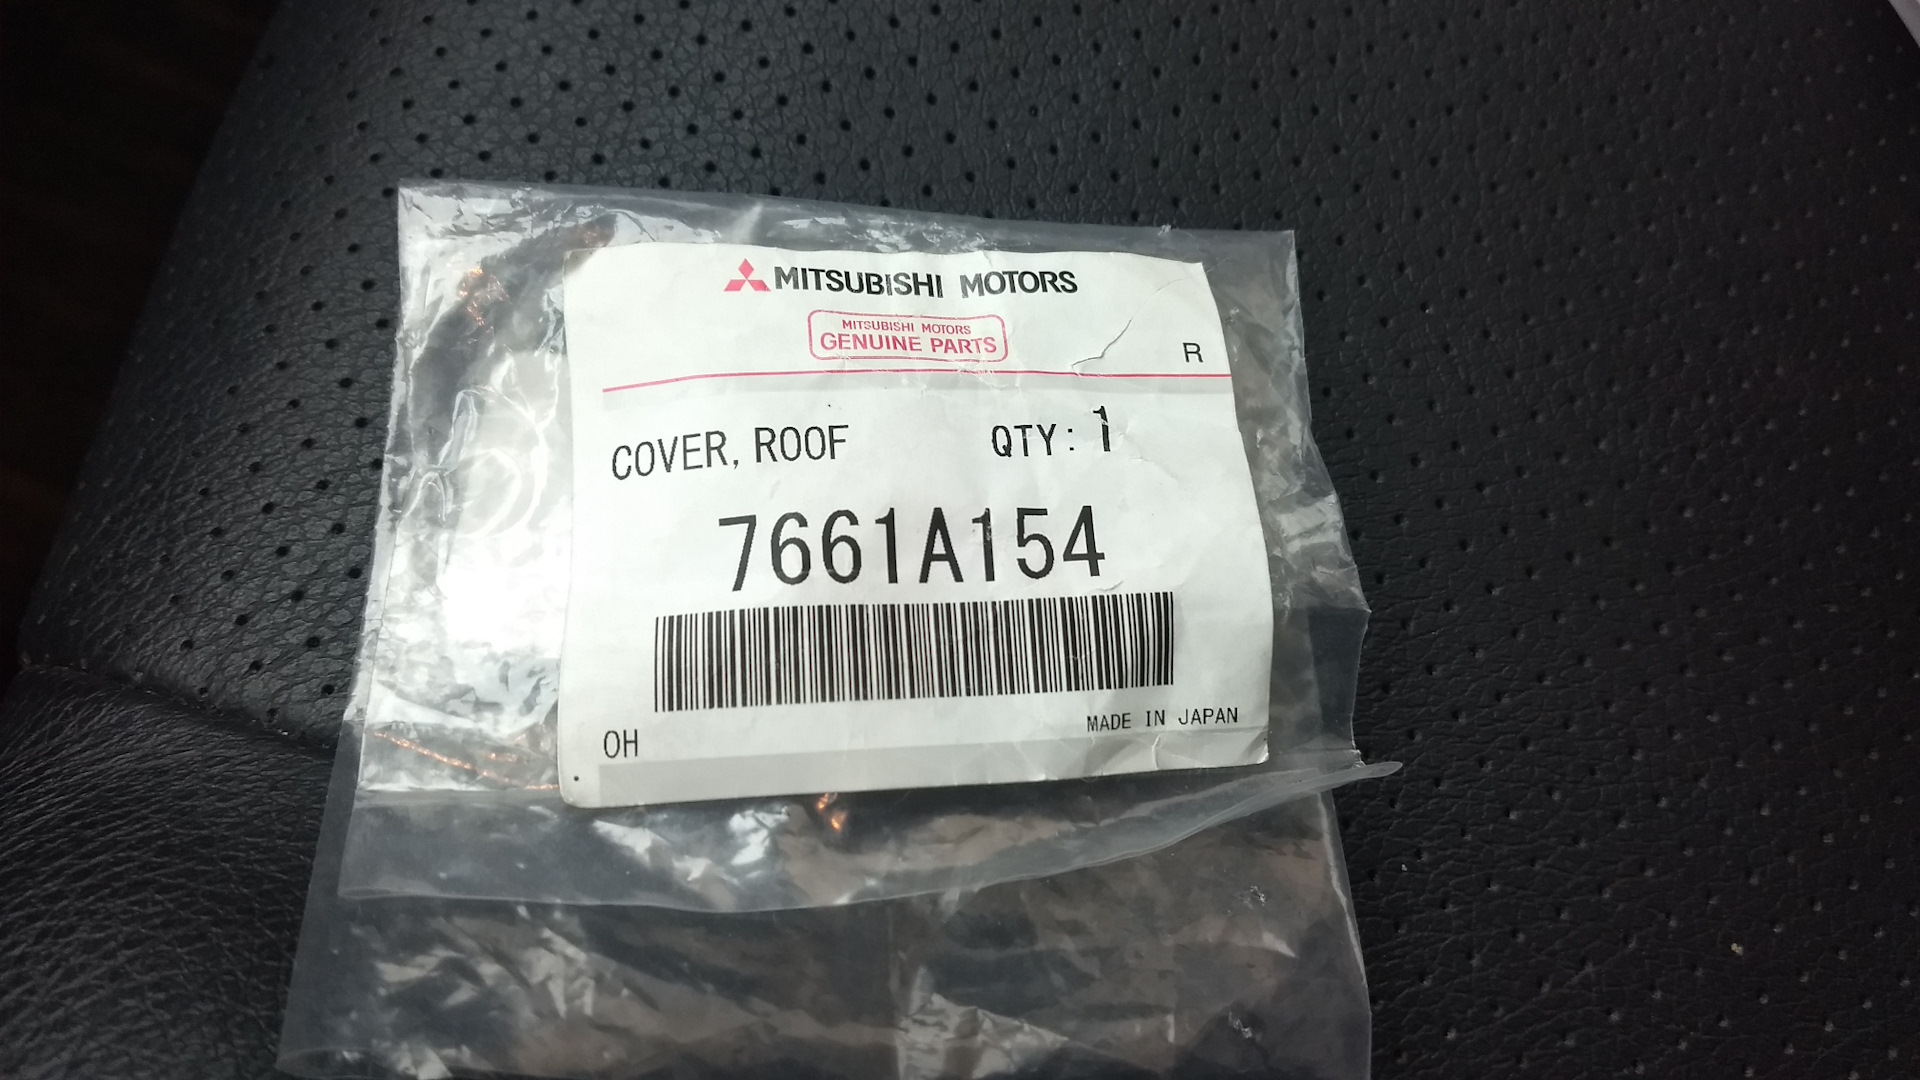 MITSUBISHI MOTORS
MITSUBISHI MOTORS
GENUINE PARTS
R
COVER, ROOF QTY: 1
7661A154
OH MADE IN JAPAN